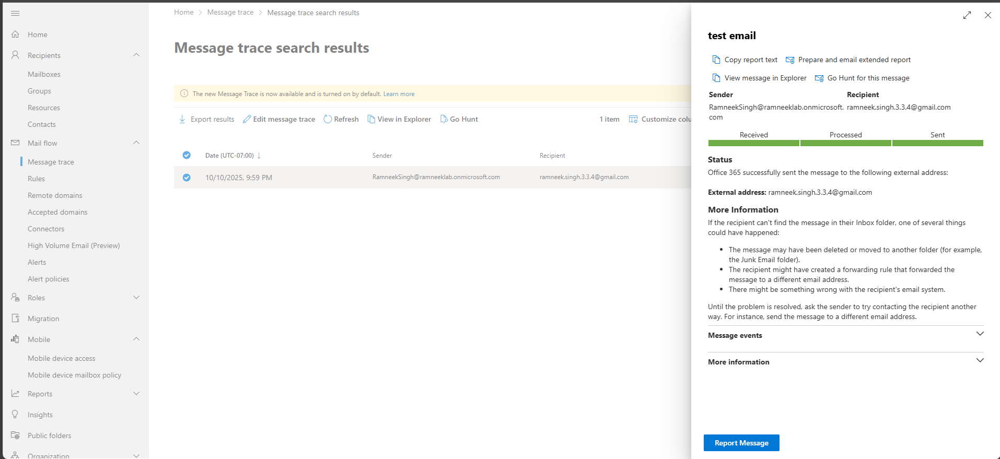 Home
Recipients
Mailboxes
Groups
Resources
Contacts
Mail flow
Message trace
Rules
Remote domains
Accepted domains
Connectors
High Volume Email (Preview)
Alerts
Alert policies
Roles
Migration
Mobile
Mobile device access
Mobile device mailbox policy
Reports
Insights
Public folders
Organization
Home > Message trace > Message trace search results
Message trace search results
The new Message Trace is now available and is turned on by default. Learn more
Export results Edit message trace Refresh View in Explorer Go Hunt 1 item Customize colu
Date (UTC-07:00) ↓ Sender Recipient
10/10/2025, 9:59 PM RamneekSingh@ramneeklab.onmicrosoft.com ramneek.singh.3.3.4@gmail.com
test email
Copy report text Prepare and email extended report
View message in Explorer Go Hunt for this message
Sender Recipient
RamneekSingh@ramneeklab.onmicrosoft. ramneek.singh.3.3.4@gmail.com
com
Received Processed Sent
Status
Office 365 successfully sent the message to the following external address:
External address: ramneek.singh.3.3.4@gmail.com
More Information
If the recipient can't find the message in their Inbox folder, one of several things
could have happened:
• The message may have been deleted or moved to another folder (for example,
the Junk Email folder).
• The recipient might have created a forwarding rule that forwarded the
message to a different email address.
• There might be something wrong with the recipient's email system.
Until the problem is resolved, ask the sender to try contacting the recipient another
way. For instance, send the message to a different email address.
Message events
More information
Report Message